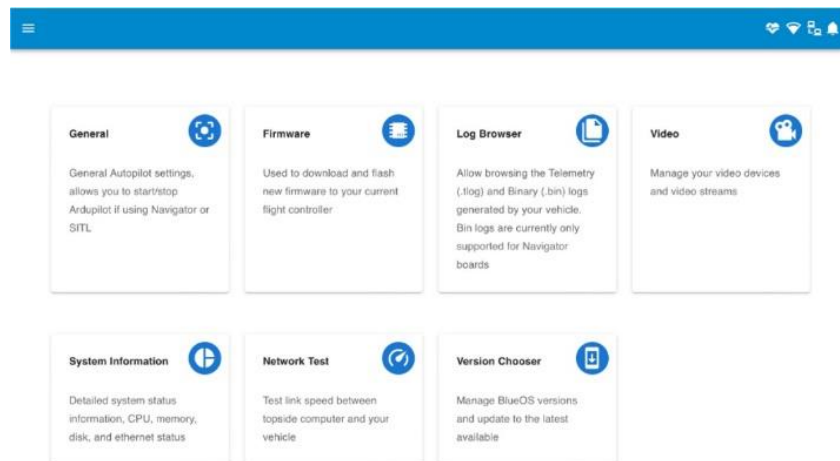 General
General Autopilot settings,
allows you to start/stop
Ardupilot if using Navigator or
SITL
Firmware
Used to download and flash
new firmware to your current
flight controller
Log Browser
Allow browsing the Telemetry
(.tlog) and Binary (.bin) logs
generated by your vehicle.
Bin logs are currently only
supported for Navigator
boards
Video
Manage your video devices
and video streams
System Information
Detailed system status
information, CPU, memory,
disk, and ethernet status
Network Test
Test link speed between
topside computer and your
vehicle
Version Chooser
Manage BlueOS versions
and update to the latest
available